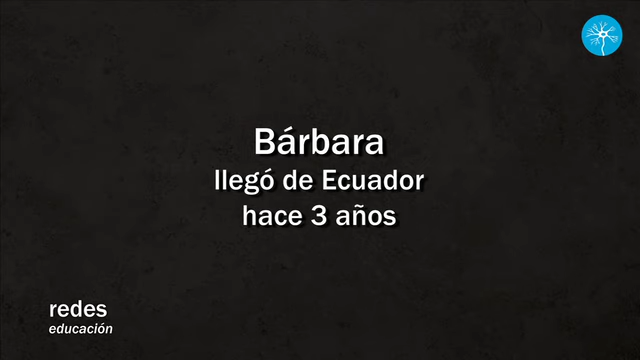 Bárbara
llegó de Ecuador
hace 3 años
redes
educación